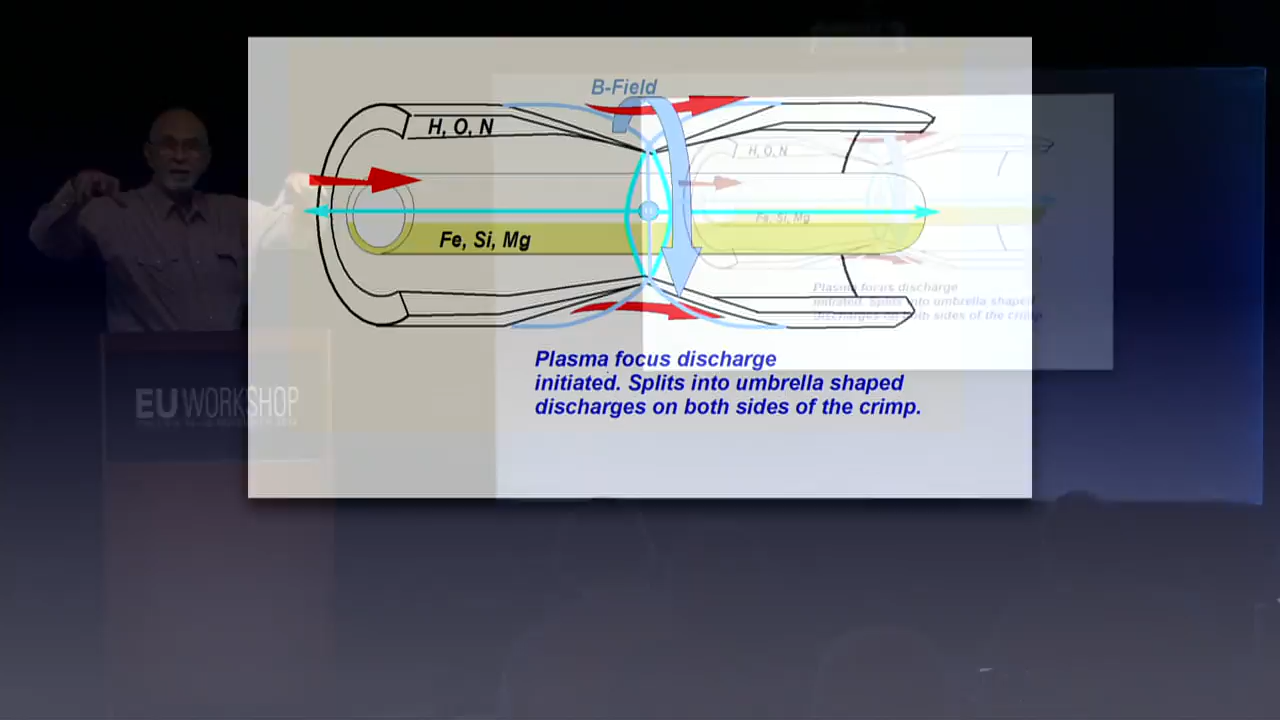 B-Field
H, O, N
H, O, N
Fe, Si, Mg
Fe, Si, Mg
Plasma focus discharge
initiated. Splits into umbrella shaped
discharges on both sides of the crimp.
Plasma focus discharge
initiated. Splits into umbrella shaped
discharges on both sides of the crimp.
EU WORKSHOP